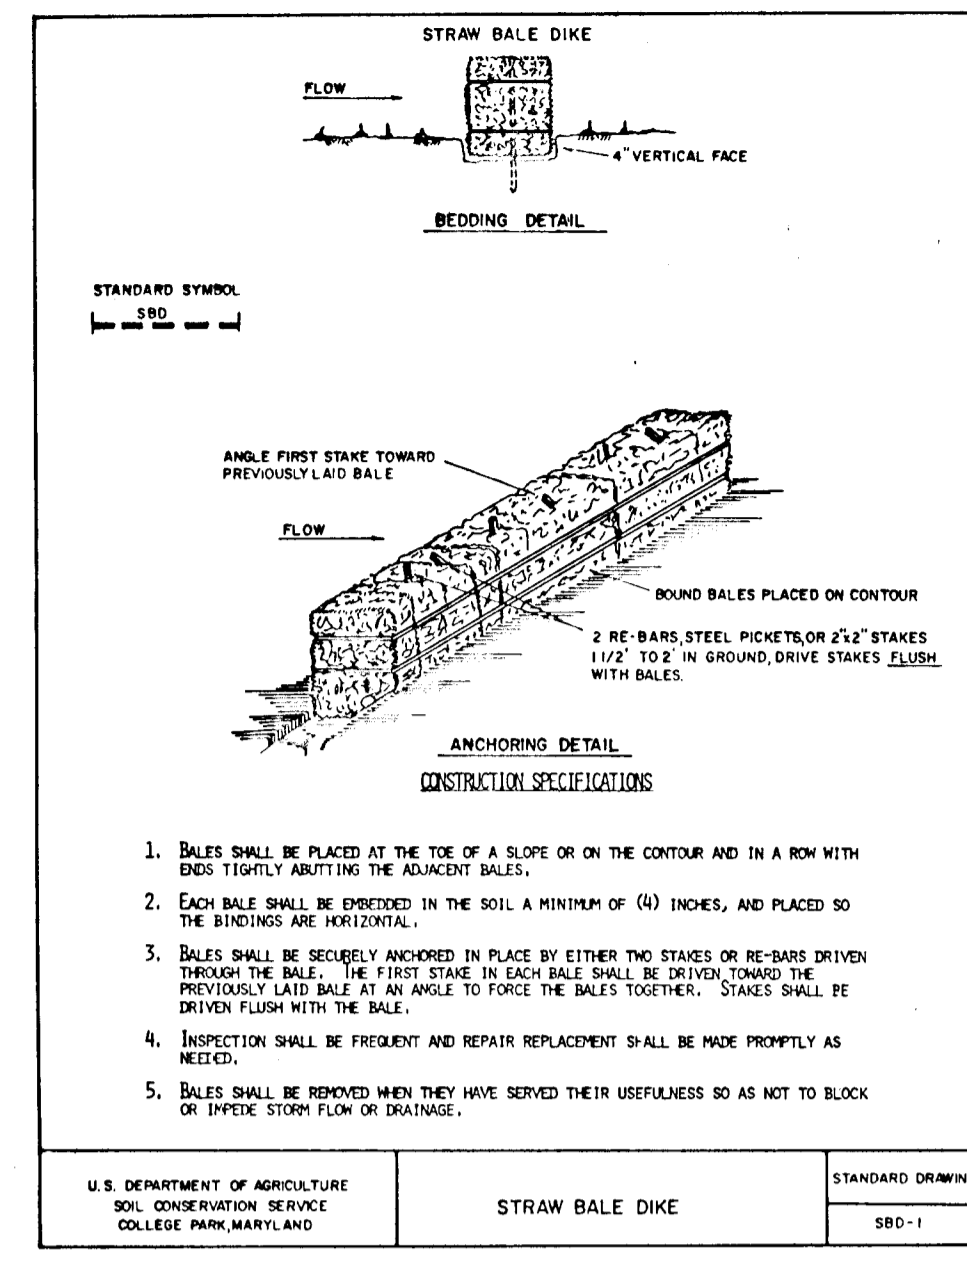 STRAW BALE DIKE
FLOW
4" VERTICAL FACE
BEDDING DETAIL
STANDARD SYMBOL
SBD
ANGLE FIRST STAKE TOWARD
PREVIOUSLY LAID BALE
FLOW
BOUND BALES PLACED ON CONTOUR
2 RE-BARS, STEEL PICKETS, OR 2"x2" STAKES
1 1/2' TO 2' IN GROUND, DRIVE STAKES FLUSH
WITH BALES.
ANCHORING DETAIL
CONSTRUCTION SPECIFICATIONS
1. BALES SHALL BE PLACED AT THE TOE OF A SLOPE OR ON THE CONTOUR AND IN A ROW WITH
ENDS TIGHTLY ABUTTING THE ADJACENT BALES.
2. EACH BALE SHALL BE EMBEDDED IN THE SOIL A MINIMUM OF (4) INCHES, AND PLACED SO
THE BINDINGS ARE HORIZONTAL.
3. BALES SHALL BE SECURELY ANCHORED IN PLACE BY EITHER TWO STAKES OR RE-BARS DRIVEN
THROUGH THE BALE. THE FIRST STAKE IN EACH BALE SHALL BE DRIVEN TOWARD THE
PREVIOUSLY LAID BALE AT AN ANGLE TO FORCE THE BALES TOGETHER. STAKES SHALL BE
DRIVEN FLUSH WITH THE BALE.
4. INSPECTION SHALL BE FREQUENT AND REPAIR REPLACEMENT SHALL BE MADE PROMPTLY AS
NEEDED.
5. BALES SHALL BE REMOVED WHEN THEY HAVE SERVED THEIR USEFULNESS SO AS NOT TO BLOCK
OR IMPEDE STORM FLOW OR DRAINAGE.
U.S. DEPARTMENT OF AGRICULTURE
SOIL CONSERVATION SERVICE
COLLEGE PARK, MARYLAND
STRAW BALE DIKE
STANDARD DRAWIN
SBD-1